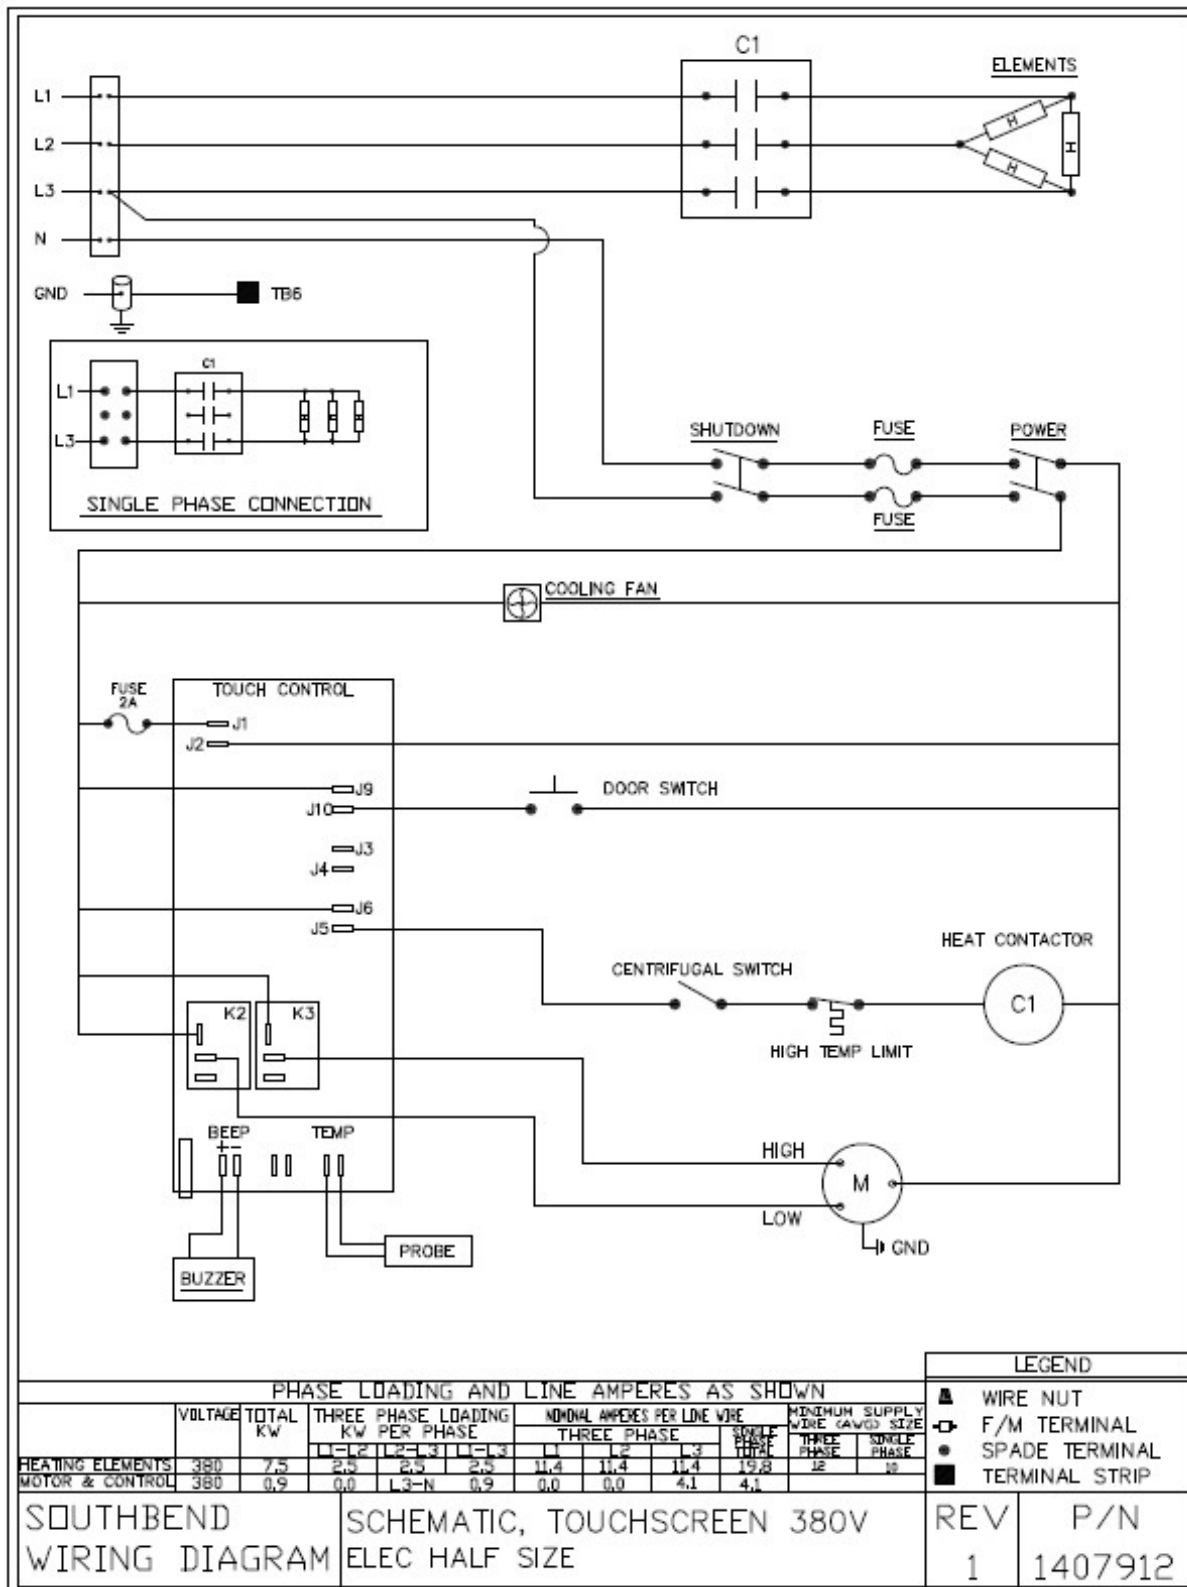 C1
ELEMENTS
L1
L2
L3
N
H
H
H
GND
TB6
C1
L1
L3
SINGLE PHASE CONNECTION
SHUTDOWN
FUSE
POWER
FUSE
COOLING FAN
FUSE
2A
TOUCH CONTROL
J1
J2
J9
DOOR SWITCH
J10
J3
J4
J6
J5
HEAT CONTACTOR
CENTRIFUGAL SWITCH
C1
K2
K3
HIGH TEMP LIMIT
BEEP
+ -
TEMP
HIGH
M
LOW
GND
PROBE
BUZZER
LEGEND
WIRE NUT
F/M TERMINAL
SPADE TERMINAL
TERMINAL STRIP
PHASE LOADING AND LINE AMPERES AS SHOWN
VOLTAGE
TOTAL
KW
THREE PHASE LOADING
KW PER PHASE
NOMINAL AMPERES PER LINE WIRE
THREE PHASE
SINGLE
PHASE
TOTAL
MINIMUM SUPPLY
WIRE (AWG) SIZE
THREE
PHASE
SINGLE
PHASE
L1-L2 L2-L3 L1-L3 L1 L2 L3
HEATING ELEMENTS 380 7.5 2.5 2.5 2.5 11.4 11.4 11.4 19.8 12 10
MOTOR & CONTROL 380 0.9 0.0 L3-N 0.9 0.0 0.0 4.1 4.1
SOUTHBEND
WIRING DIAGRAM
SCHEMATIC, TOUCHSCREEN 380V
ELEC HALF SIZE
REV
1
P/N
1407912